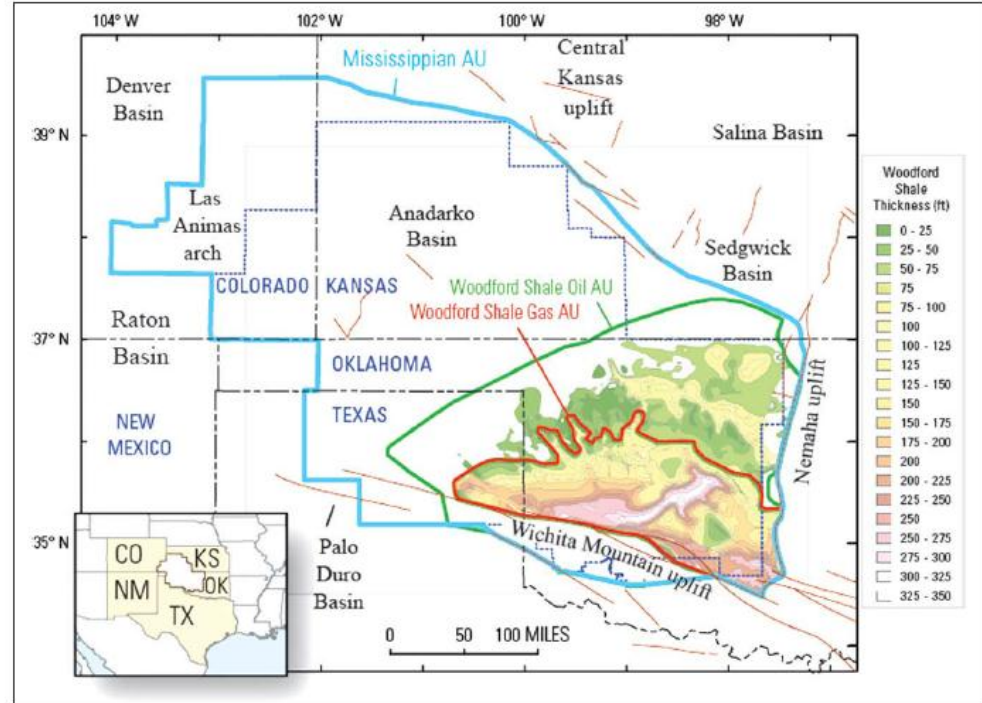 104° W
102° W
100° W
98° W
Mississippian AU
Central
Kansas
uplift
Denver
Basin
39° N
Salina Basin
Las
Animas
arch
Anadarko
Basin
Sedgwick
Basin
COLORADO
KANSAS
Woodford Shale Oil AU
Woodford Shale Gas AU
Raton
Basin
37° N
OKLAHOMA
TEXAS
NEW
MEXICO
Nemaha uplift
35° N
Wichita Mountain uplift
Palo
Duro
Basin
CO
KS
NM
OK
TX
0 50 100 MILES
Woodford
Shale
Thickness (ft)
0 - 25
25 - 50
50 - 75
75
75 - 100
100
100 - 125
125
125 - 150
150
150 - 175
175 - 200
200
200 - 225
225 - 250
250
250 - 275
275 - 300
300 - 325
325 - 350